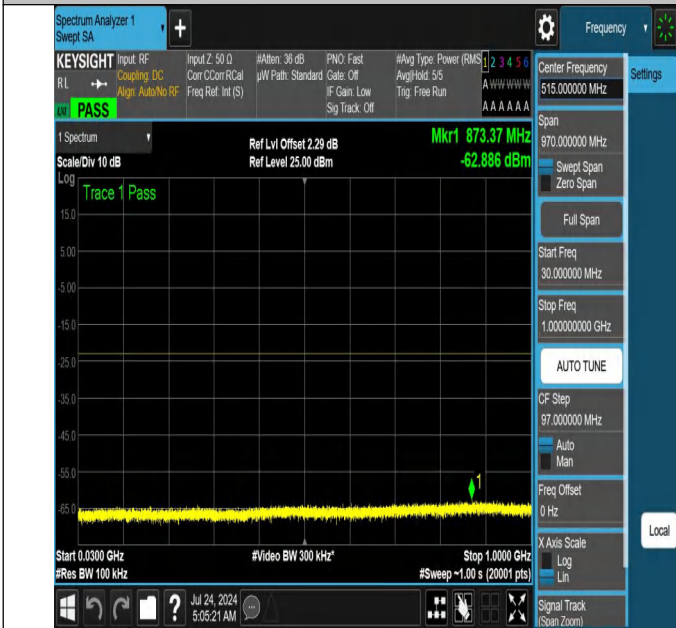 Spectrum Analyzer 1
Swept SA
+
Frequency
KEYSIGHT
RL
PASS
Input: RF
Coupling: DC
Align: Auto/No RF
Input Z: 50 Ω
Corr CCorr RCal
Freq Ref: Int (S)
#Atten: 36 dB
µW Path: Standard
PNO: Fast
Gate: Off
IF Gain: Low
Sig Track: Off
#Avg Type: Power (RMS
Avg|Hold: 5/5
Trig: Free Run
1 2 3 4 5 6
A W W W W W
A A A A A A
1 Spectrum
Scale/Div 10 dB
Log
Ref Lvl Offset 2.29 dB
Ref Level 25.00 dBm
Mkr1 873.37 MHz
-62.886 dBm
Trace 1 Pass
15.0
5.00
-5.00
-15.0
-25.0
-35.0
-45.0
-55.0
-65.0
1
Start 0.0300 GHz
#Res BW 100 kHz
#Video BW 300 kHz*
Stop 1.0000 GHz
#Sweep ~1.00 s (20001 pts)
?
Jul 24, 2024
5:05:21 AM
Center Frequency
515.000000 MHz
Span
970.000000 MHz
Swept Span
Zero Span
Full Span
Start Freq
30.000000 MHz
Stop Freq
1.000000000 GHz
AUTO TUNE
CF Step
97.000000 MHz
Auto
Man
Freq Offset
0 Hz
X Axis Scale
Log
Lin
Signal Track
(Span Zoom)
Settings
Local